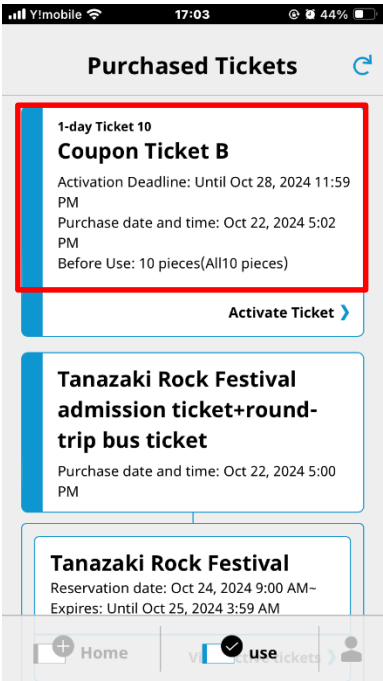 Y!mobile 17:03 44%
Purchased Tickets
1-day Ticket 10
Coupon Ticket B
Activation Deadline: Until Oct 28, 2024 11:59
PM
Purchase date and time: Oct 22, 2024 5:02
PM
Before Use: 10 pieces(All10 pieces)
Activate Ticket
Tanazaki Rock Festival
admission ticket+round-
trip bus ticket
Purchase date and time: Oct 22, 2024 5:00
PM
Tanazaki Rock Festival
Reservation date: Oct 24, 2024 9:00 AM~
Expires: Until Oct 25, 2024 3:59 AM
Home use